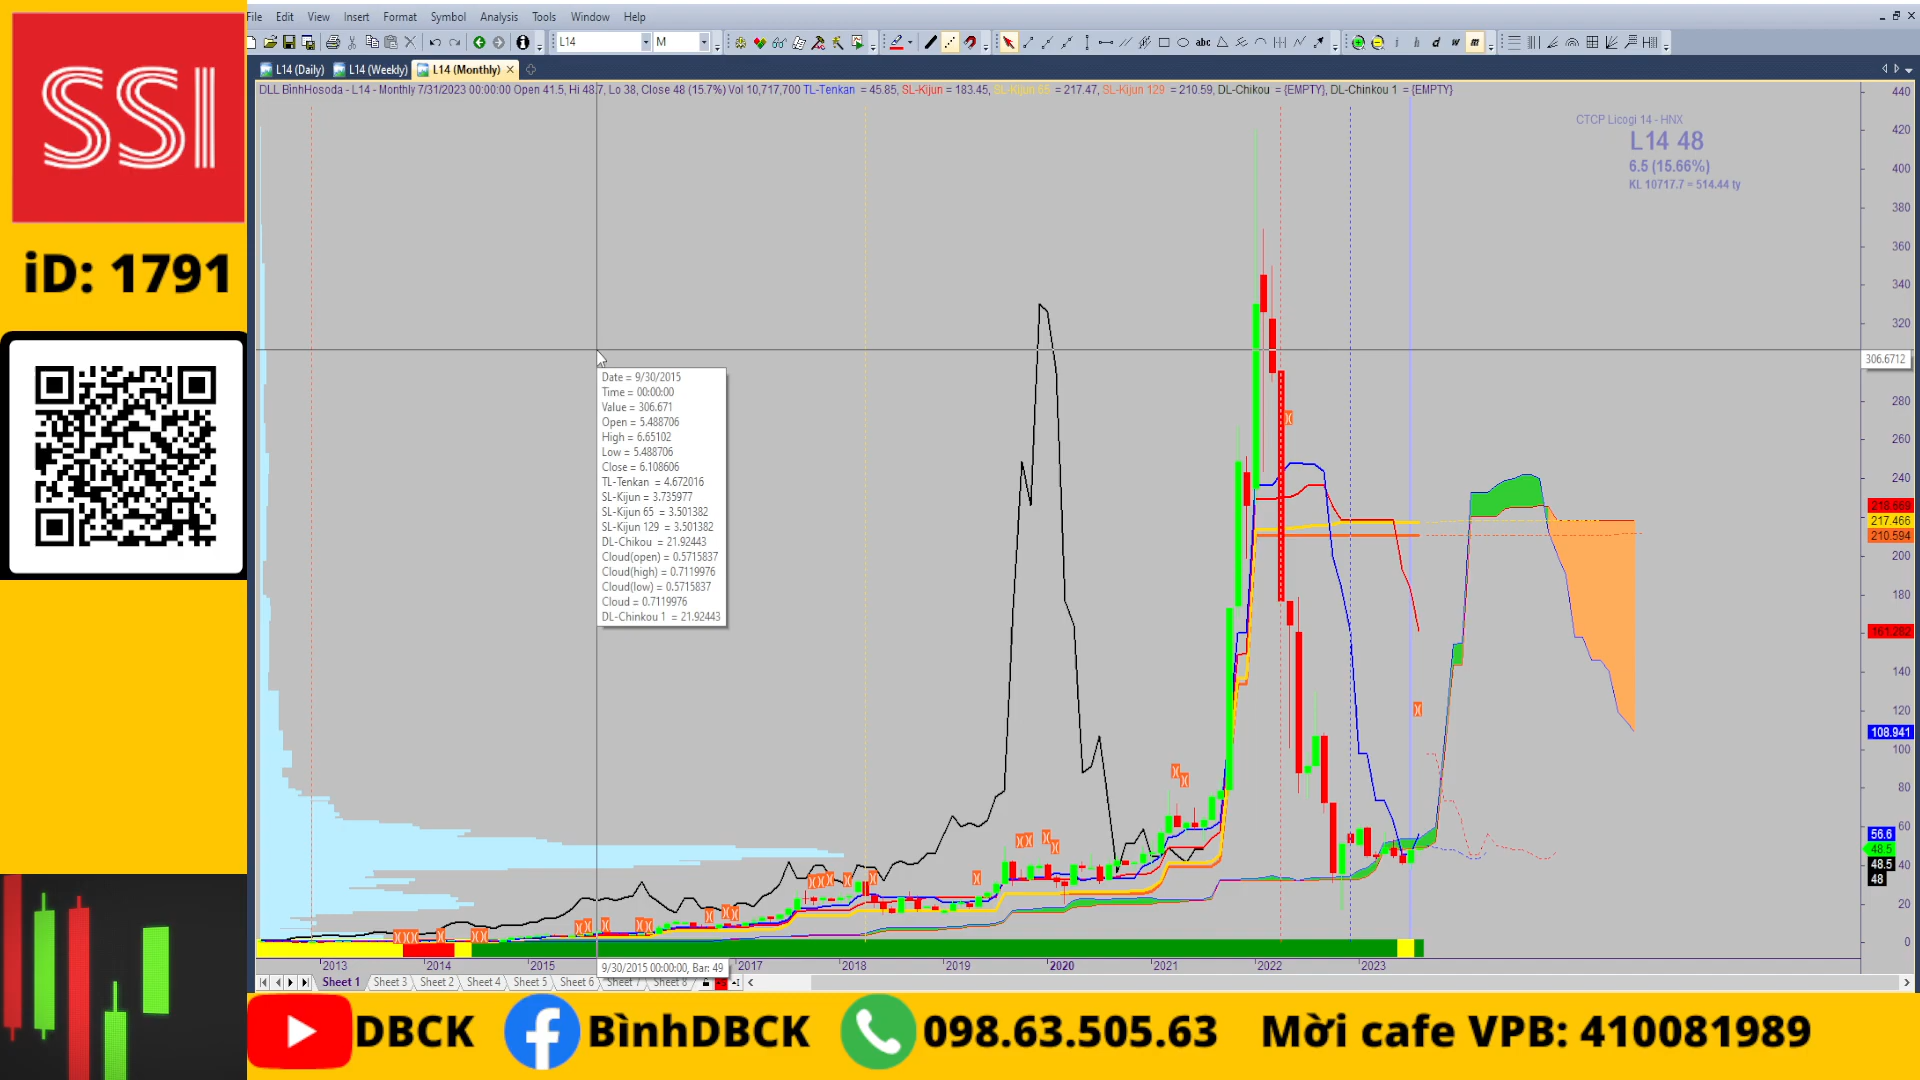 SSI
iD: 1791
File Edit View Insert Format Symbol Analysis Tools Window Help
L14 M
abc i h d w m
L14 (Daily) L14 (Weekly) L14 (Monthly)
DLL BìnhHosoda - L14 - Monthly 7/31/2023 00:00:00 Open 41.5, Hi 48.7, Lo 38, Close 48 (15.7%) Vol 10,717,700 TL-Tenkan = 45.85, SL-Kijun = 183.45, SL-Kijun 65 = 217.47, SL-Kijun 129 = 210.59, DL-Chikou = {EMPTY}, DL-Chinkou 1 = {EMPTY}
CTCP Licogi 14 - HNX
L14 48
6.5 (15.66%)
KL 10717.7 = 514.44 ty
440
420
400
380
360
340
320
306.6712
280
260
240
218.569
217.466
210.594
200
180
161.282
140
120
108.941
100
80
60
56.6
48.5
48.5
40
48
20
0
Date = 9/30/2015
Time = 00:00:00
Value = 306.671
Open = 5.488706
High = 6.65102
Low = 5.488706
Close = 6.108606
TL-Tenkan = 4.672016
SL-Kijun = 3.735977
SL-Kijun 65 = 3.501382
SL-Kijun 129 = 3.501382
DL-Chikou = 21.92443
Cloud(open) = 0.5715837
Cloud(high) = 0.7119976
Cloud(low) = 0.5715837
Cloud = 0.7119976
DL-Chinkou 1 = 21.92443
2013 2014 2015 9/30/2015 00:00:00, Bar: 49 2017 2018 2019 2020 2021 2022 2023
Sheet 1 Sheet 3 Sheet 2 Sheet 4 Sheet 5 Sheet 6 Sheet 7 Sheet 8
DBCK BìnhDBCK 098.63.505.63 Mời cafe VPB: 410081989